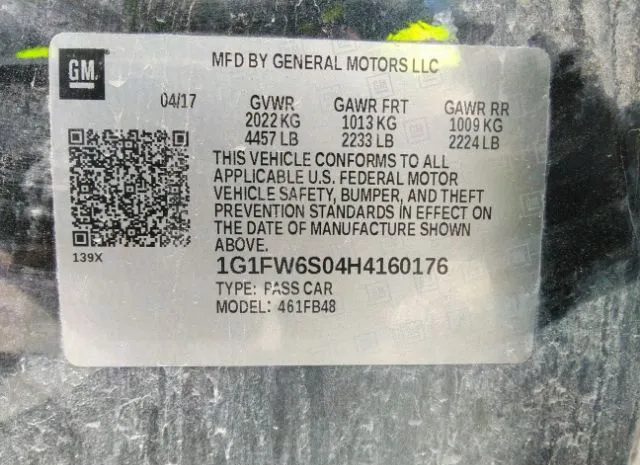 GM
MFD BY GENERAL MOTORS LLC
04/17 GVWR GAWR FRT GAWR RR
2022 KG 1013 KG 1009 KG
4457 LB 2233 LB 2224 LB
THIS VEHICLE CONFORMS TO ALL
APPLICABLE U.S. FEDERAL MOTOR
VEHICLE SAFETY, BUMPER, AND THEFT
PREVENTION STANDARDS IN EFFECT ON
THE DATE OF MANUFACTURE SHOWN
ABOVE.
139X
1G1FW6S04H4160176
TYPE: PASS CAR
MODEL: 461FB48